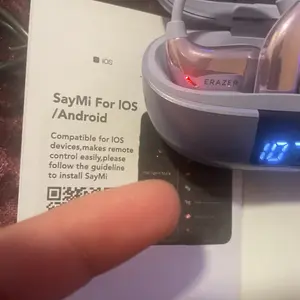 iOS
ERAZER
SayMi For IOS
/Android
Compatible for IOS
devices,makes remote
control easily,please
follow the guideline
to install SayMi